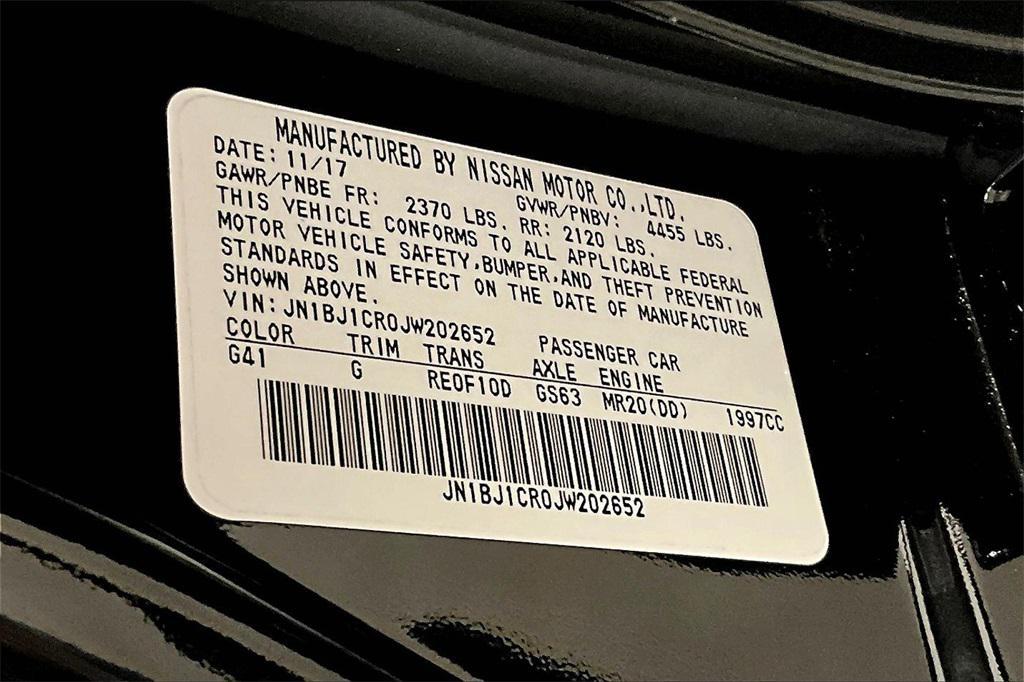 MANUFACTURED BY NISSAN MOTOR CO.,LTD.
DATE: 11/17 GVWR/PNBV: 4455 LBS.
GAWR/PNBE FR: 2370 LBS. RR: 2120 LBS.
THIS VEHICLE CONFORMS TO ALL APPLICABLE FEDERAL
MOTOR VEHICLE SAFETY,BUMPER,AND THEFT PREVENTION
STANDARDS IN EFFECT ON THE DATE OF MANUFACTURE
SHOWN ABOVE.
VIN: JN1BJ1CR0JW202652 PASSENGER CAR
COLOR TRIM TRANS AXLE ENGINE
G41 G RE0F10D GS63 MR20(DD) 1997CC
JN1BJ1CR0JW202652